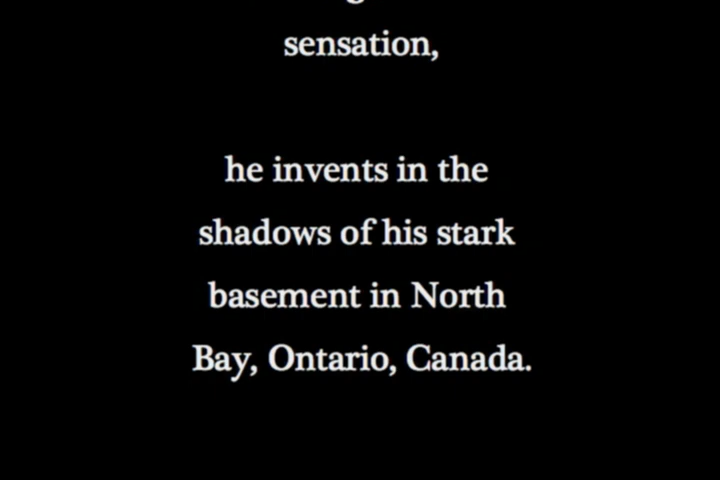 sensation,
he invents in the
shadows of his stark
basement in North
Bay, Ontario, Canada.